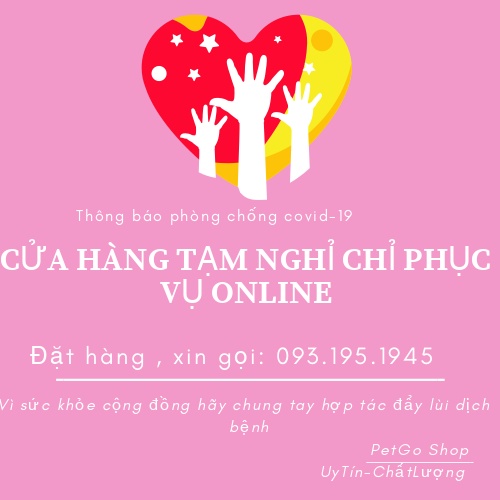 Thông báo phòng chống covid-19
CỬA HÀNG TẠM NGHỈ CHỈ PHỤC
VỤ ONLINE
Đặt hàng , xin gọi: 093.195.1945
Vì sức khỏe cộng đồng hãy chung tay hợp tác đẩy lùi dịch
bệnh
PetGo Shop
UyTín-ChấtLượng